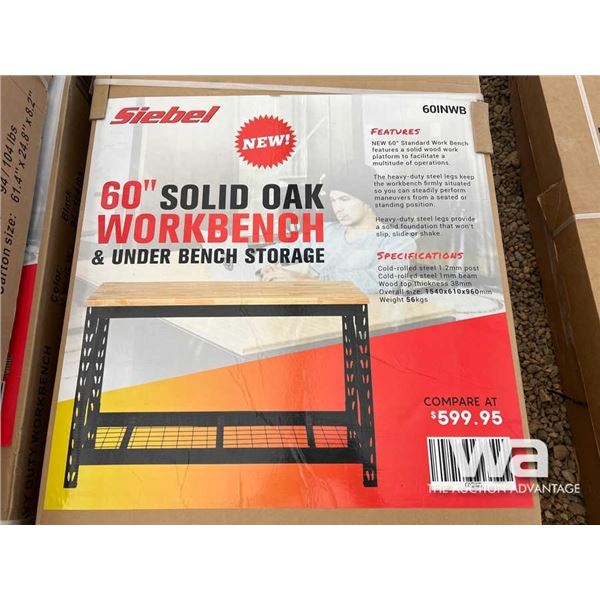 Siebel
60INWB
NEW!
60" SOLID OAK
WORKBENCH
& UNDER BENCH STORAGE
FEATURES
NEW 60" Standard Work Bench
features a solid wood work
platform to facilitate a
multitude of operations.
The heavy-duty steel legs keep
the workbench firmly situated
so you can steadily perform
maneuvers from a seated or
standing position.
Heavy-duty steel legs provide
a solid foundation that won't
slip, slide or shake.
SPECIFICATIONS
Cold-rolled steel 1.2mm post
Cold-rolled steel 1mm beam
Wood top thickness 38mm
Overall size: 1540x610x960mm
Weight 56kgs
COMPARE AT
$599.95
wa
THE AUCTION ADVANTAGE
94/104 lbs
Carton size: 61.4" x 24.8" x 8.2"
DUTY WORKBENCH